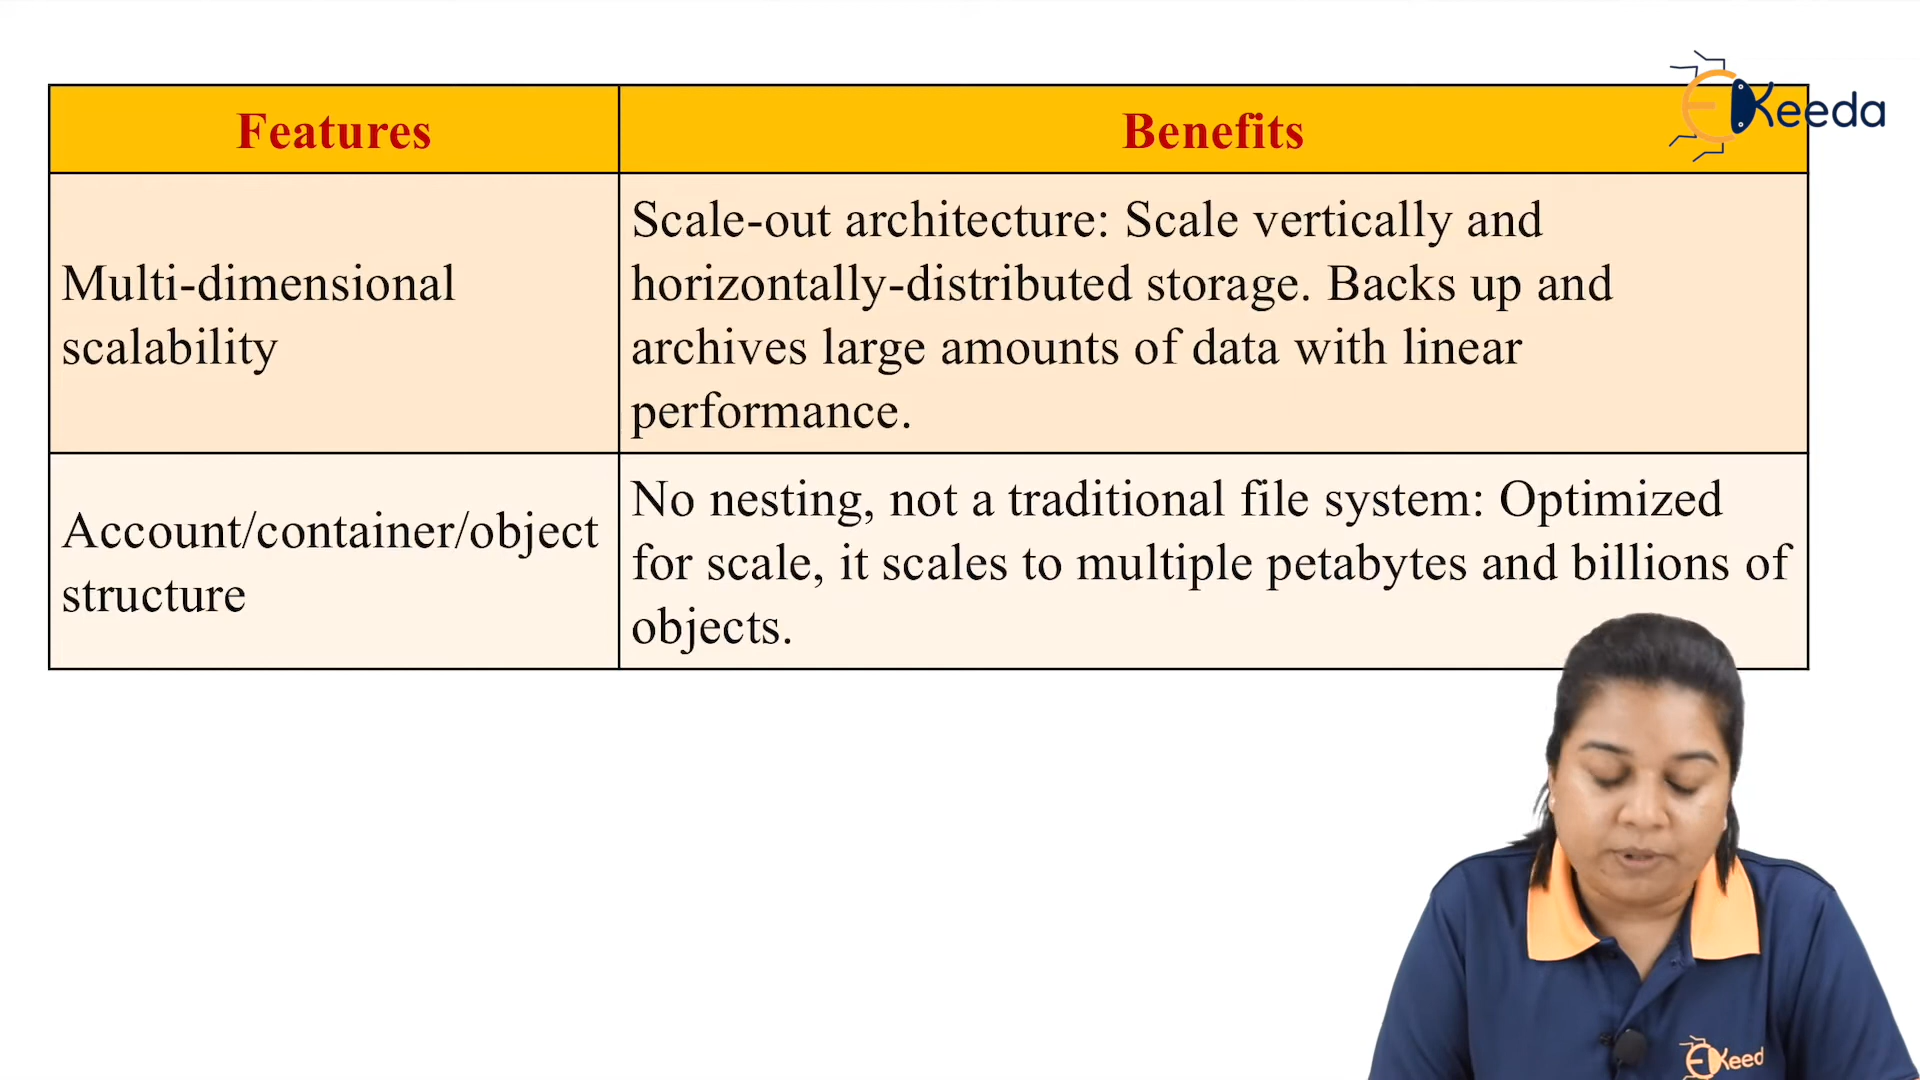 EKeeda
Features
Benefits
Multi-dimensional
scalability
Scale-out architecture: Scale vertically and
horizontally-distributed storage. Backs up and
archives large amounts of data with linear
performance.
Account/container/object
structure
No nesting, not a traditional file system: Optimized
for scale, it scales to multiple petabytes and billions of
objects.
EKeed